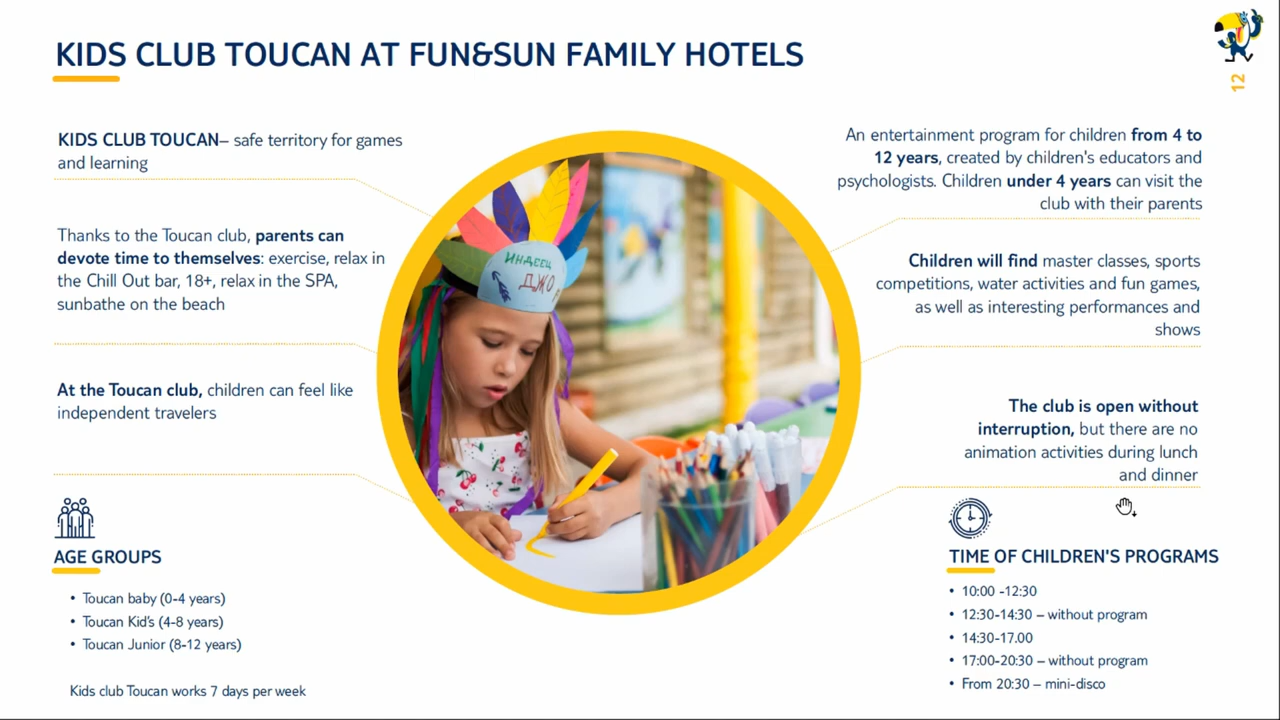 KIDS CLUB TOUCAN AT FUN&SUN FAMILY HOTELS
12
KIDS CLUB TOUCAN– safe territory for games
and learning
Thanks to the Toucan club, parents can
devote time to themselves: exercise, relax in
the Chill Out bar, 18+, relax in the SPA,
sunbathe on the beach
At the Toucan club, children can feel like
independent travelers
ИНДЕЕЦ
ДЖО
An entertainment program for children from 4 to
12 years, created by children's educators and
psychologists. Children under 4 years can visit the
club with their parents
Children will find master classes, sports
competitions, water activities and fun games,
as well as interesting performances and
shows
The club is open without
interruption, but there are no
animation activities during lunch
and dinner
AGE GROUPS
• Toucan baby (0-4 years)
• Toucan Kid's (4-8 years)
• Toucan Junior (8-12 years)
Kids club Toucan works 7 days per week
TIME OF CHILDREN'S PROGRAMS
• 10:00 -12:30
• 12:30-14:30 – without program
• 14:30-17.00
• 17:00-20:30 – without program
• From 20:30 – mini-disco